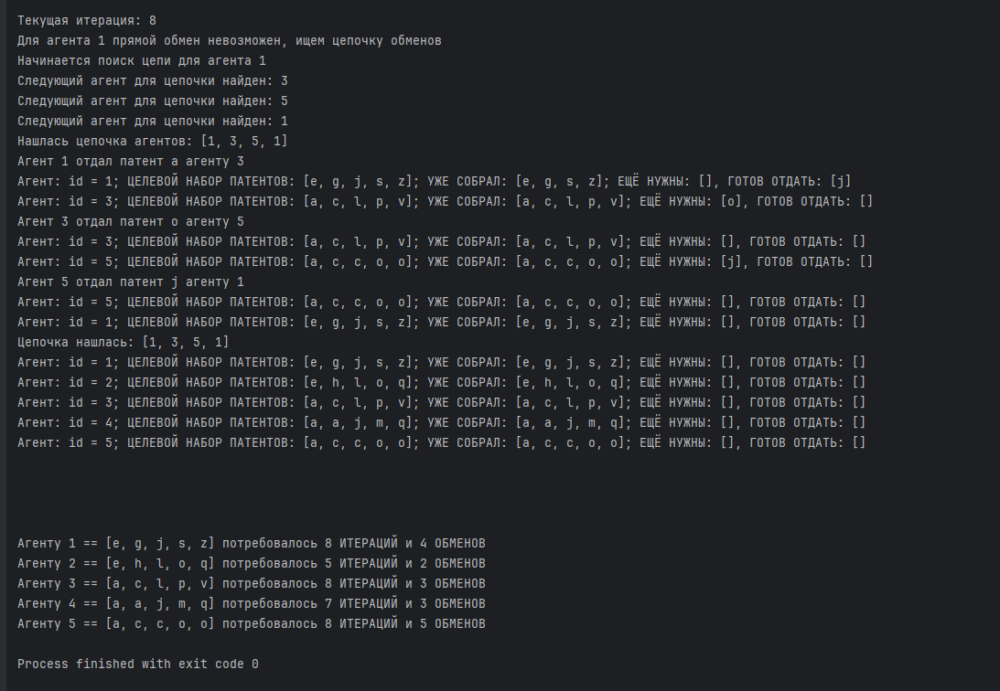 Текущая итерация: 8
Для агента 1 прямой обмен невозможен, ищем цепочку обменов
Начинается поиск цепи для агента 1
Следующий агент для цепочки найден: 3
Следующий агент для цепочки найден: 5
Следующий агент для цепочки найден: 1
Нашлась цепочка агентов: [1, 3, 5, 1]
Агент 1 отдал патент a агенту 3
Агент: id = 1; ЦЕЛЕВОЙ НАБОР ПАТЕНТОВ: [e, g, j, s, z]; УЖЕ СОБРАЛ: [e, g, s, z]; ЕЩЁ НУЖНЫ: [], ГОТОВ ОТДАТЬ: [j]
Агент: id = 3; ЦЕЛЕВОЙ НАБОР ПАТЕНТОВ: [a, c, l, p, v]; УЖЕ СОБРАЛ: [a, c, l, p, v]; ЕЩЁ НУЖНЫ: [o], ГОТОВ ОТДАТЬ: []
Агент 3 отдал патент o агенту 5
Агент: id = 3; ЦЕЛЕВОЙ НАБОР ПАТЕНТОВ: [a, c, l, p, v]; УЖЕ СОБРАЛ: [a, c, l, p, v]; ЕЩЁ НУЖНЫ: [], ГОТОВ ОТДАТЬ: []
Агент: id = 5; ЦЕЛЕВОЙ НАБОР ПАТЕНТОВ: [a, c, c, o, o]; УЖЕ СОБРАЛ: [a, c, c, o, o]; ЕЩЁ НУЖНЫ: [j], ГОТОВ ОТДАТЬ: []
Агент 5 отдал патент j агенту 1
Агент: id = 5; ЦЕЛЕВОЙ НАБОР ПАТЕНТОВ: [a, c, c, o, o]; УЖЕ СОБРАЛ: [a, c, c, o, o]; ЕЩЁ НУЖНЫ: [], ГОТОВ ОТДАТЬ: []
Агент: id = 1; ЦЕЛЕВОЙ НАБОР ПАТЕНТОВ: [e, g, j, s, z]; УЖЕ СОБРАЛ: [e, g, j, s, z]; ЕЩЁ НУЖНЫ: [], ГОТОВ ОТДАТЬ: []
Цепочка нашлась: [1, 3, 5, 1]
Агент: id = 1; ЦЕЛЕВОЙ НАБОР ПАТЕНТОВ: [e, g, j, s, z]; УЖЕ СОБРАЛ: [e, g, j, s, z]; ЕЩЁ НУЖНЫ: [], ГОТОВ ОТДАТЬ: []
Агент: id = 2; ЦЕЛЕВОЙ НАБОР ПАТЕНТОВ: [e, h, l, o, q]; УЖЕ СОБРАЛ: [e, h, l, o, q]; ЕЩЁ НУЖНЫ: [], ГОТОВ ОТДАТЬ: []
Агент: id = 3; ЦЕЛЕВОЙ НАБОР ПАТЕНТОВ: [a, c, l, p, v]; УЖЕ СОБРАЛ: [a, c, l, p, v]; ЕЩЁ НУЖНЫ: [], ГОТОВ ОТДАТЬ: []
Агент: id = 4; ЦЕЛЕВОЙ НАБОР ПАТЕНТОВ: [a, a, j, m, q]; УЖЕ СОБРАЛ: [a, a, j, m, q]; ЕЩЁ НУЖНЫ: [], ГОТОВ ОТДАТЬ: []
Агент: id = 5; ЦЕЛЕВОЙ НАБОР ПАТЕНТОВ: [a, c, c, o, o]; УЖЕ СОБРАЛ: [a, c, c, o, o]; ЕЩЁ НУЖНЫ: [], ГОТОВ ОТДАТЬ: []
Агенту 1 == [e, g, j, s, z] потребовалось 8 ИТЕРАЦИЙ и 4 ОБМЕНОВ
Агенту 2 == [e, h, l, o, q] потребовалось 5 ИТЕРАЦИЙ и 2 ОБМЕНОВ
Агенту 3 == [a, c, l, p, v] потребовалось 8 ИТЕРАЦИЙ и 3 ОБМЕНОВ
Агенту 4 == [a, a, j, m, q] потребовалось 7 ИТЕРАЦИЙ и 3 ОБМЕНОВ
Агенту 5 == [a, c, c, o, o] потребовалось 8 ИТЕРАЦИЙ и 5 ОБМЕНОВ
Process finished with exit code 0